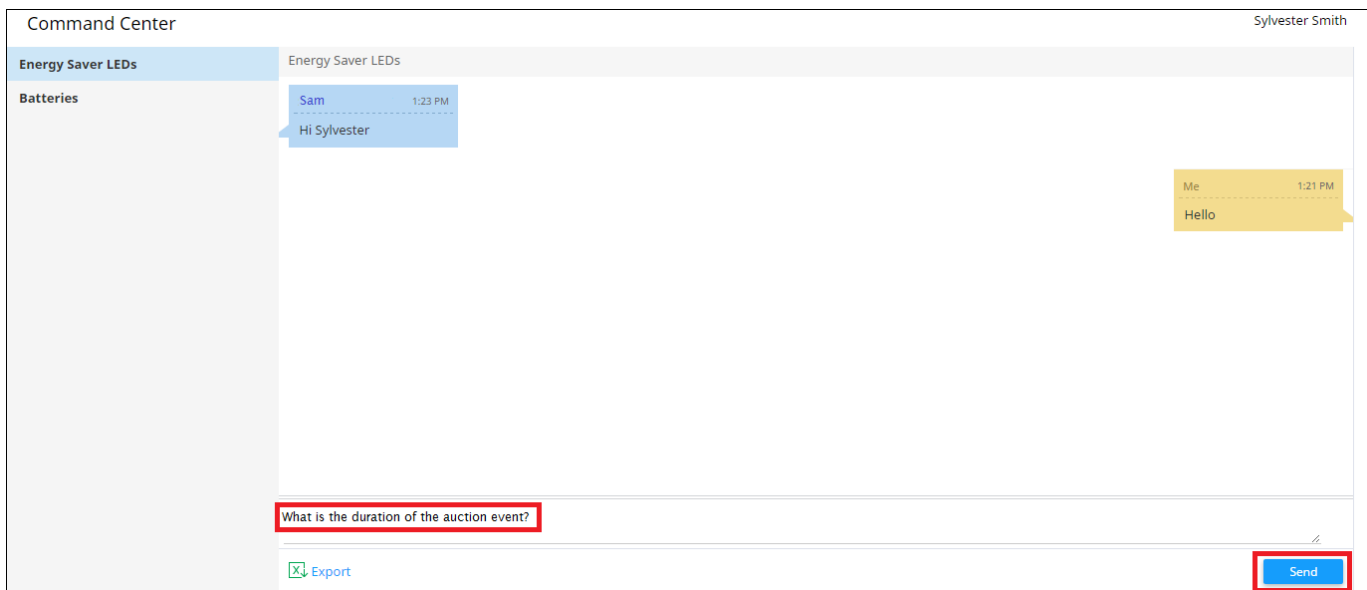 Command Center
Sylvester Smith
Energy Saver LEDs
Batteries
Energy Saver LEDs
Sam 1:23 PM
Hi Sylvester
Me 1:21 PM
Hello
What is the duration of the auction event?
Export
Send